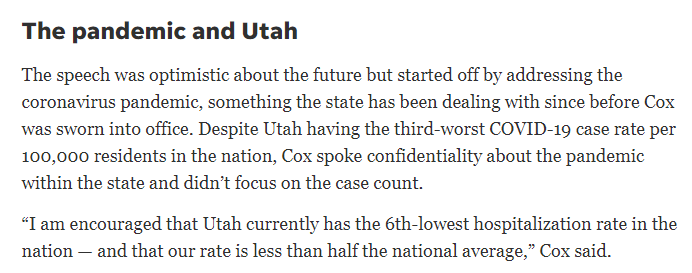 The pandemic and Utah
The speech was optimistic about the future but started off by addressing the
coronavirus pandemic, something the state has been dealing with since before Cox
was sworn into office. Despite Utah having the third-worst COVID-19 case rate per
100,000 residents in the nation, Cox spoke confidentiality about the pandemic
within the state and didn’t focus on the case count.
“I am encouraged that Utah currently has the 6th-lowest hospitalization rate in the
nation — and that our rate is less than half the national average,” Cox said.